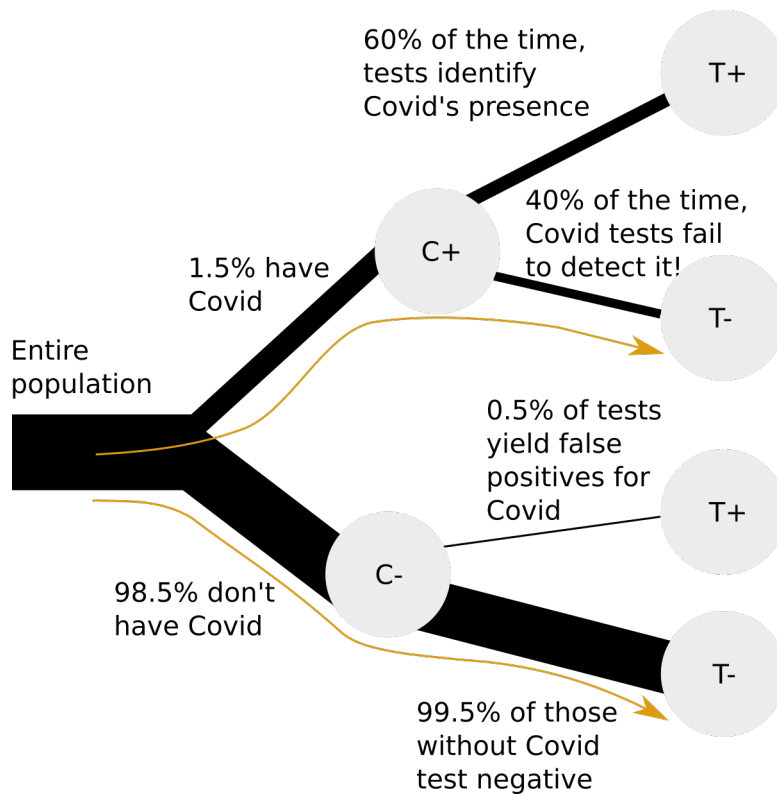 60% of the time,
tests identify
Covid's presence
T+
40% of the time,
Covid tests fail
to detect it!
C+
1.5% have
Covid
T-
Entire
population
0.5% of tests
yield false
positives for
Covid
T+
C-
98.5% don't
have Covid
T-
99.5% of those
without Covid
test negative